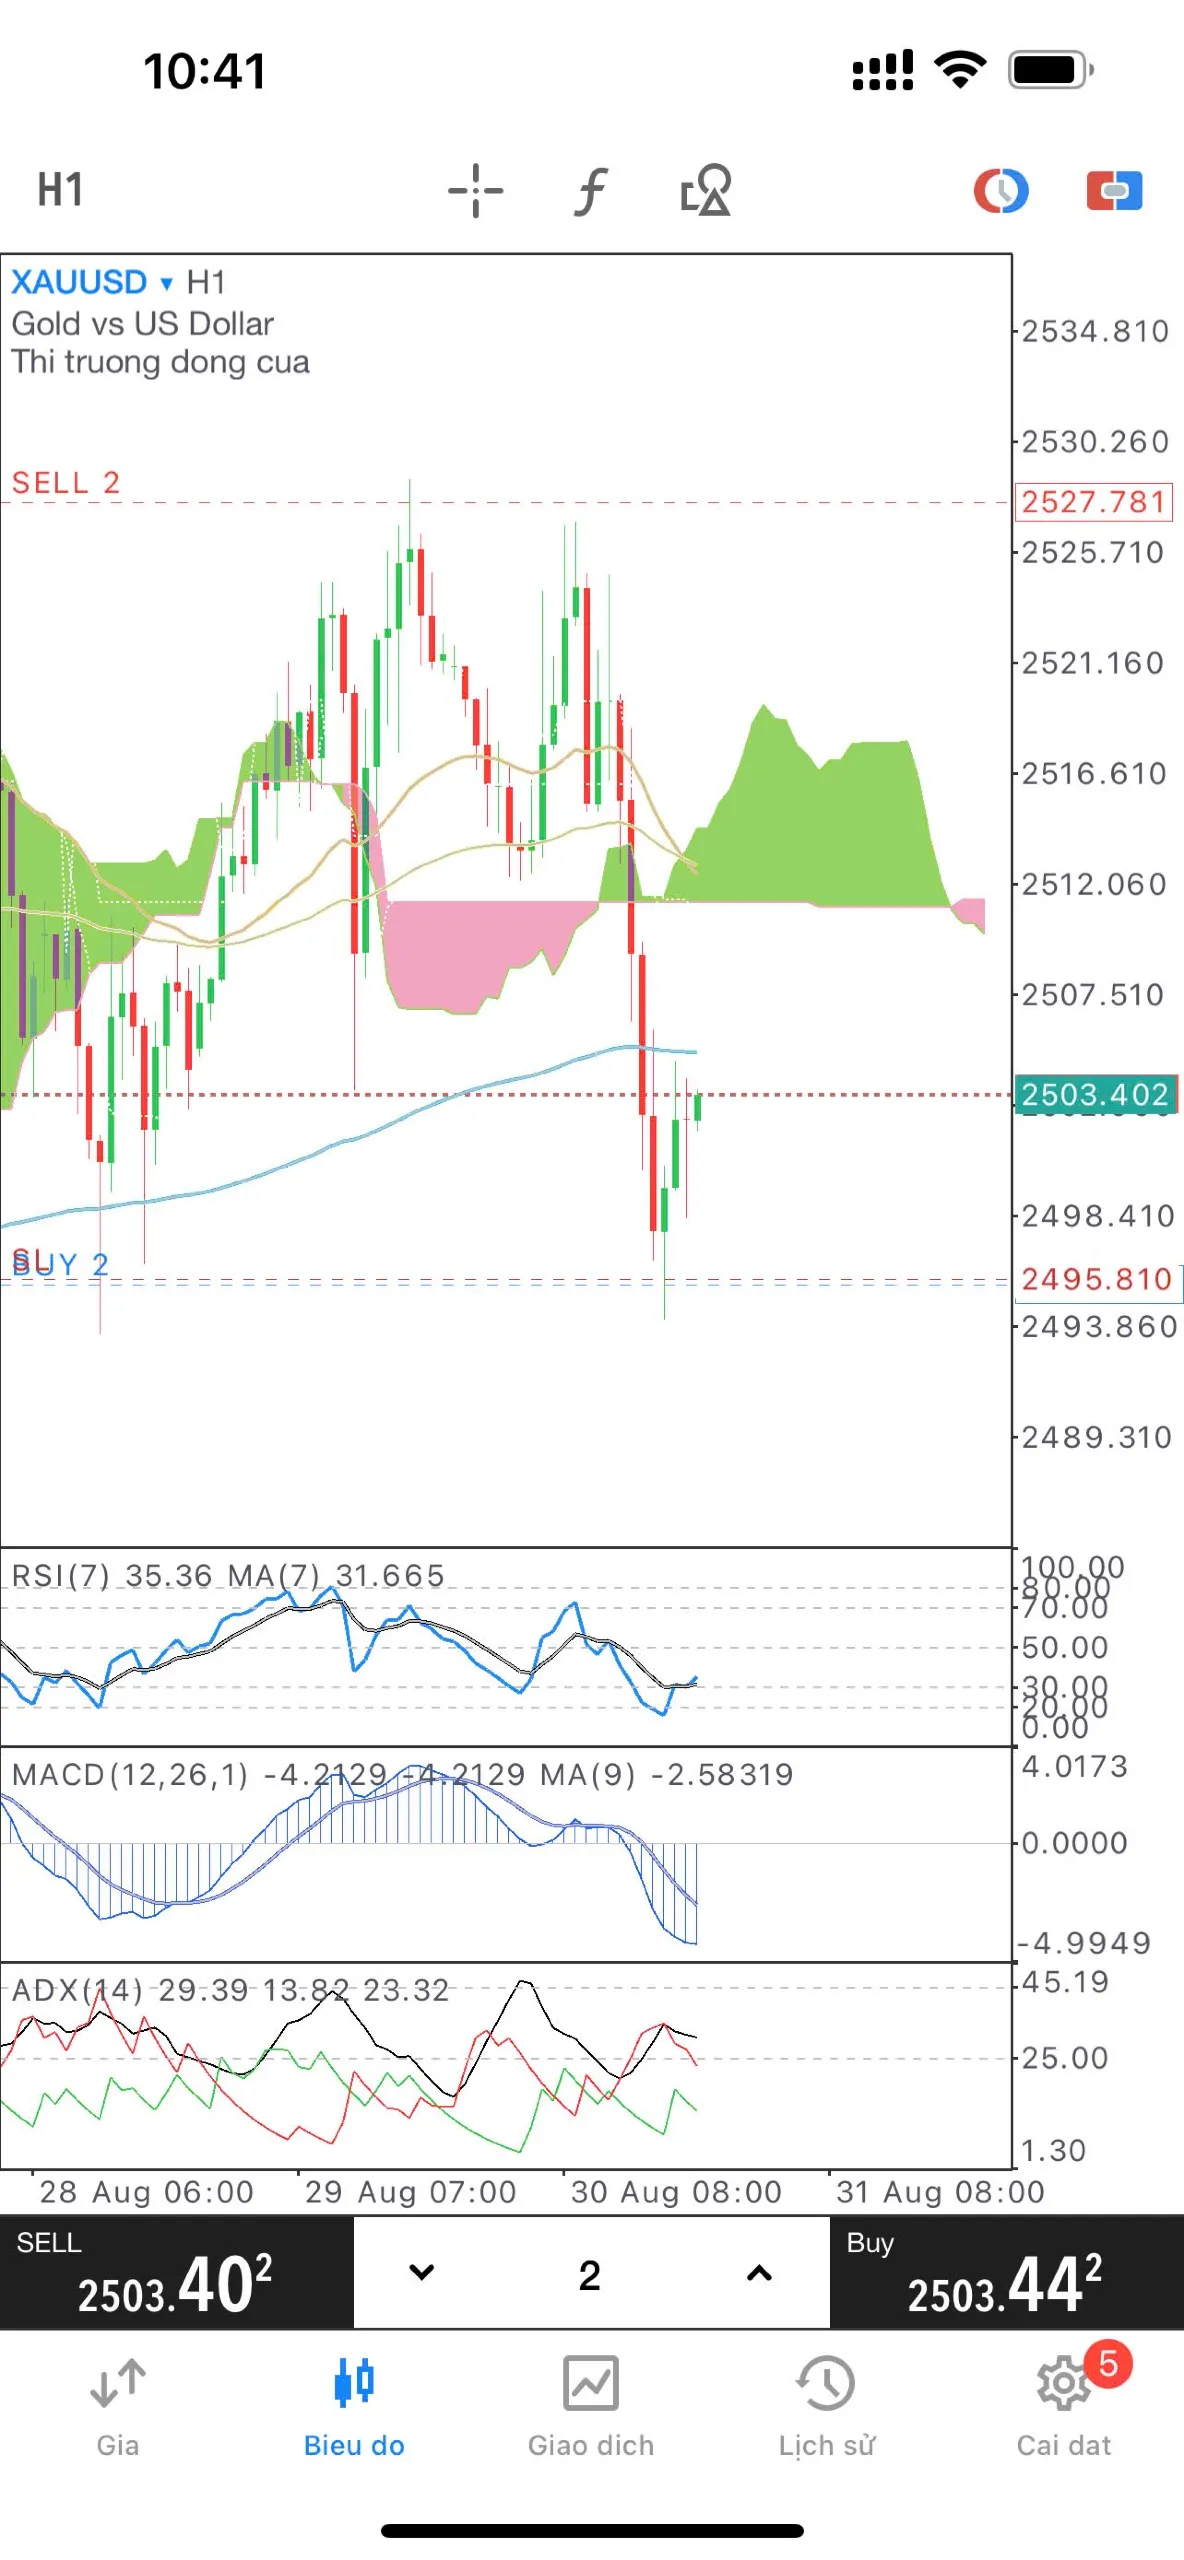 10:41
H1
XAUUSD ▾ H1
Gold vs US Dollar
Thi truong dong cua
2534.810
2530.260
SELL 2
2527.781
2525.710
2521.160
2516.610
2512.060
2507.510
2503.402
2498.410
SL
BUY 2
2495.810
2493.860
2489.310
RSI(7) 35.36 MA(7) 31.665
100.00
80.00
70.00
50.00
30.00
20.00
0.00
MACD(12,26,1) -4.2129 -4.2129 MA(9) -2.58319
4.0173
0.0000
-4.9949
ADX(14) 29.39 13.82 23.32
45.19
25.00
1.30
28 Aug 06:00 29 Aug 07:00 30 Aug 08:00 31 Aug 08:00
SELL
2503.402
2
Buy
2503.442
5
Gia Bieu do Giao dich Lịch sử Cai dat